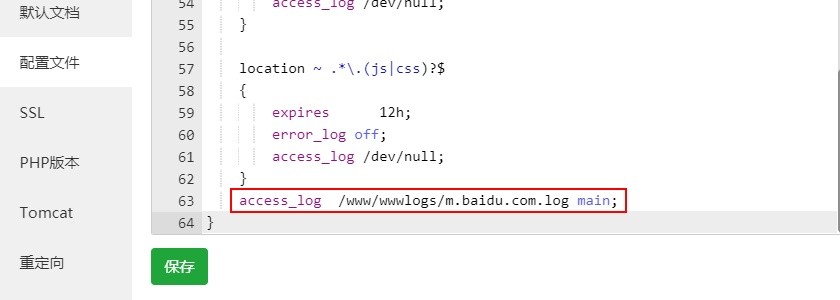 默认文档
配置文件
SSL
PHP版本
Tomcat
重定向
54 access_log /dev/null;
55 }
56
57 location ~ .*\.(js|css)?$
58 {
59 expires      12h;
60 error_log off;
61 access_log /dev/null;
62 }
63 access_log  /www/wwwlogs/m.baidu.com.log main;
64 }
保存